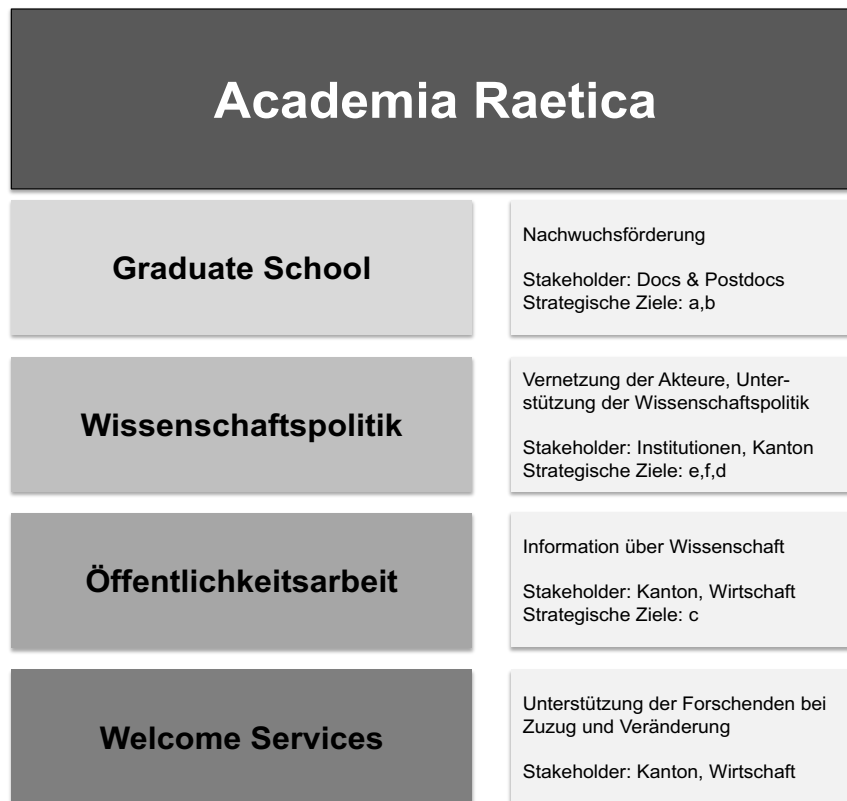 Academia Raetica
Graduate School
Nachwuchsförderung
Stakeholder: Docs & Postdocs
Strategische Ziele: a,b
Wissenschaftspolitik
Vernetzung der Akteure, Unter-
stützung der Wissenschaftspolitik
Stakeholder: Institutionen, Kanton
Strategische Ziele: e,f,d
Öffentlichkeitsarbeit
Information über Wissenschaft
Stakeholder: Kanton, Wirtschaft
Strategische Ziele: c
Welcome Services
Unterstützung der Forschenden bei
Zuzug und Veränderung
Stakeholder: Kanton, Wirtschaft